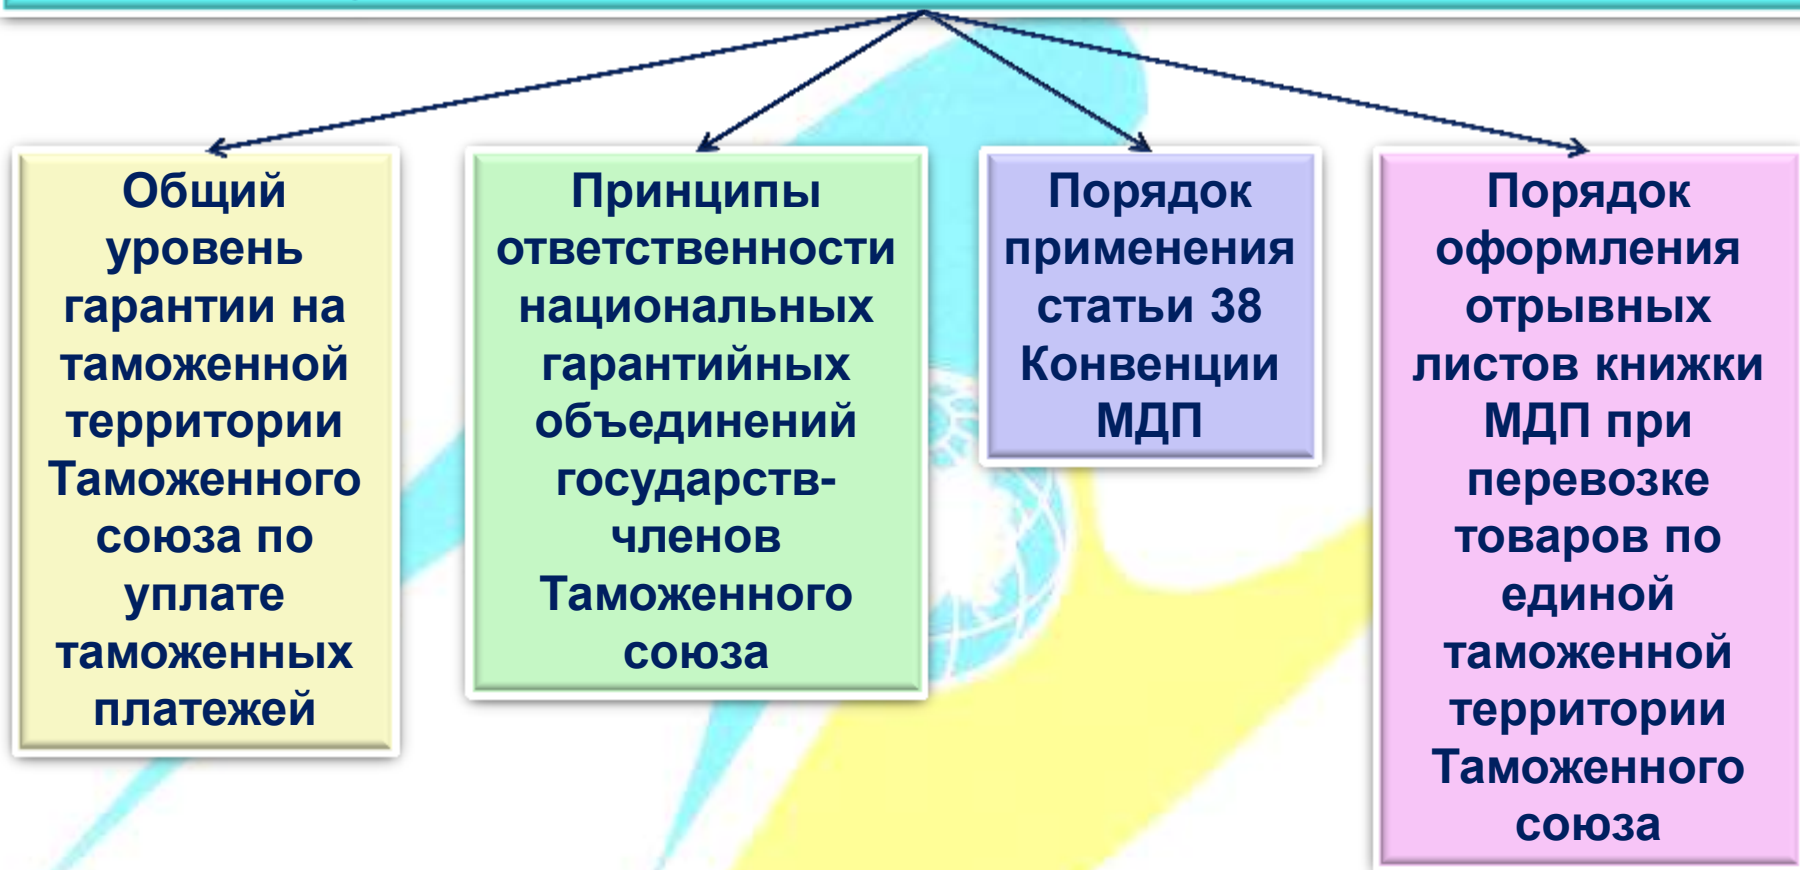 Общий
уровень
гарантии на
таможенной
территории
Таможенного
союза по
уплате
таможенных
платежей
Принципы
ответственности
национальных
гарантийных
объединений
государств-
членов
Таможенного
союза
Порядок
применения
статьи 38
Конвенции
МДП
Порядок
оформления
отрывных
листов книжки
МДП при
перевозке
товаров по
единой
таможенной
территории
Таможенного
союза